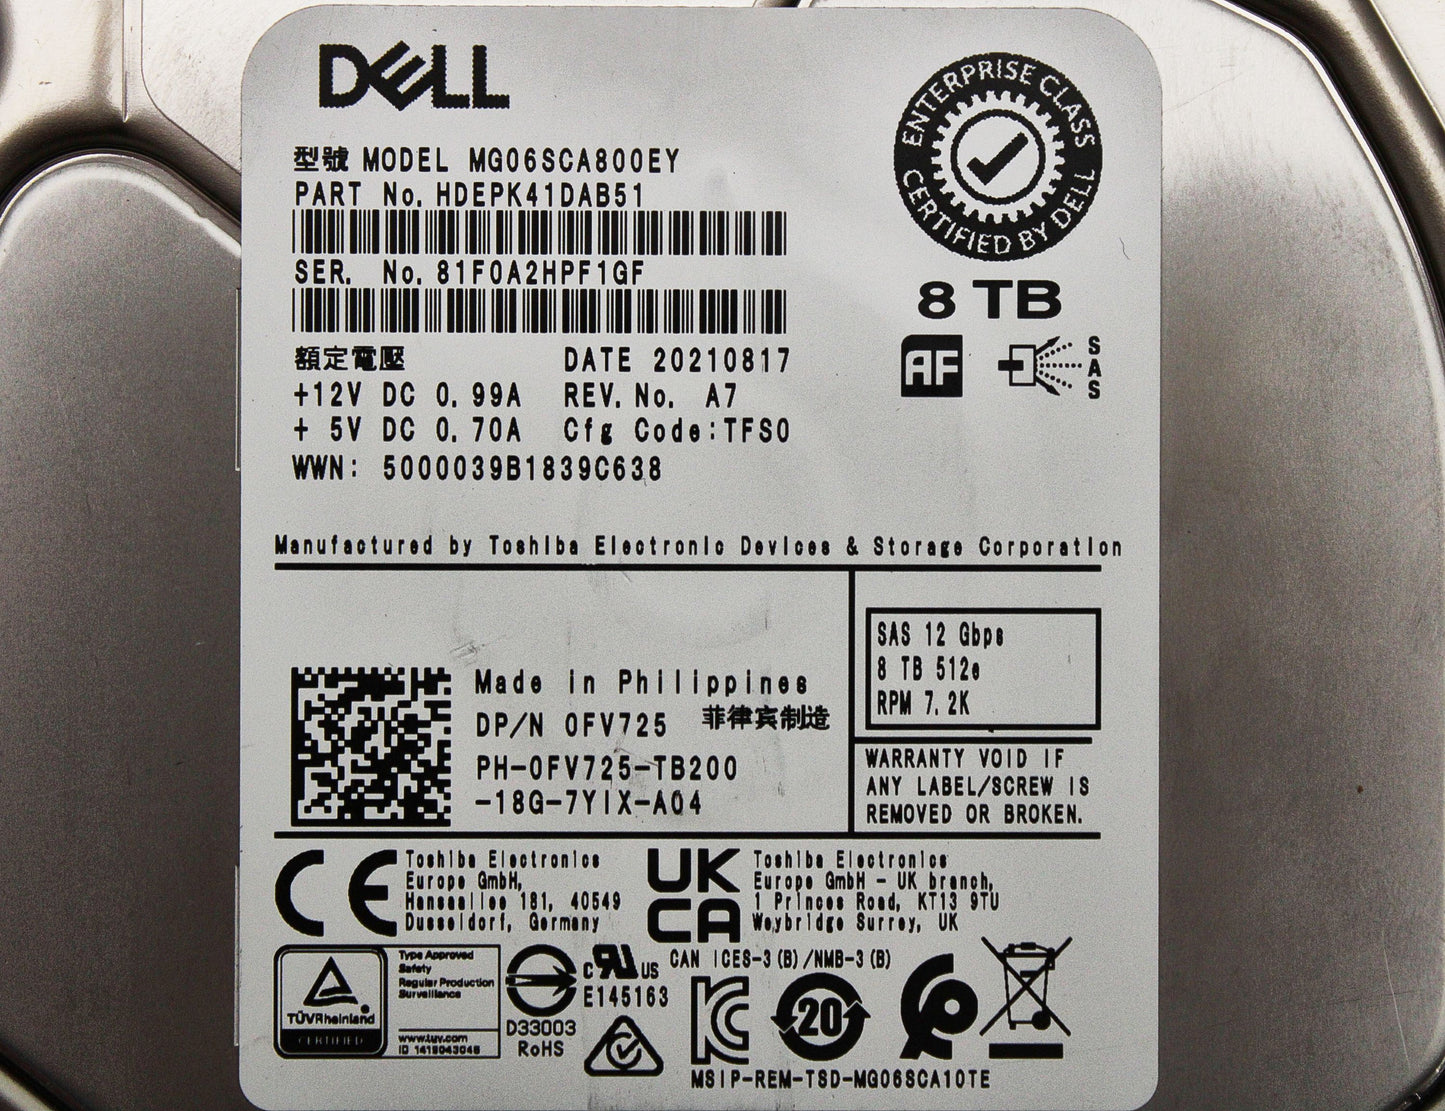 DELL
ENTERPRISE CLASS
CERTIFIED BY DELL
型號 MODEL MG06SCA800EY
PART No. HDEPK41DAB51
SER. No. 81F0A2HPF1GF
8 TB
AF
SAS
額定電壓 DATE 20210817
+12V DC 0.99A REV. No. A7
+ 5V DC 0.70A Cfg Code:TFS0
WWN: 5000039B1839C638
Manufactured by Toshiba Electronic Devices & Storage Corporation
SAS 12 Gbps
8 TB 512e
RPM 7.2K
Made in Philippines
DP/N 0FV725 菲律宾制造
PH-0FV725-TB200
-18G-7YIX-A04
WARRANTY VOID IF
ANY LABEL/SCREW IS
REMOVED OR BROKEN.
CE
Toshiba Electronics
Europe GmbH,
Hansaallee 181, 40549
Dusseldorf, Germany
UK
CA
Toshiba Electronics
Europe GmbH - UK branch,
1 Princes Road, KT13 9TU
Weybridge Surrey, UK
TÜVRheinland
CERTIFIED
Type Approved
Safety
Regular Production
Surveillance
www.tuv.com
ID 1419043046
D33003
RoHS
c RU US
E145163
CAN ICES-3(B)/NMB-3(B)
20
MSIP-REM-TSD-MG06SCA10TE